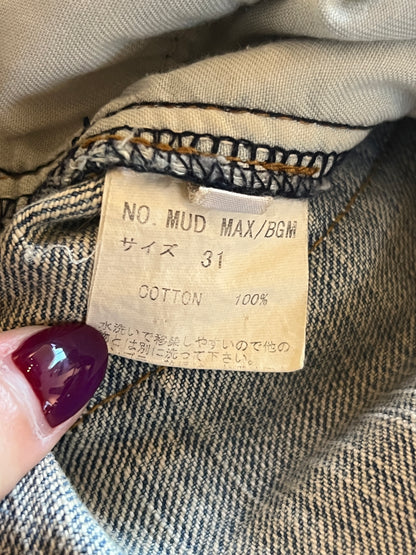 NO. MUD MAX/BGM
サイズ 31
COTTON 100%
水洗いで移染しやすいので他の
とは別に洗って下さい。